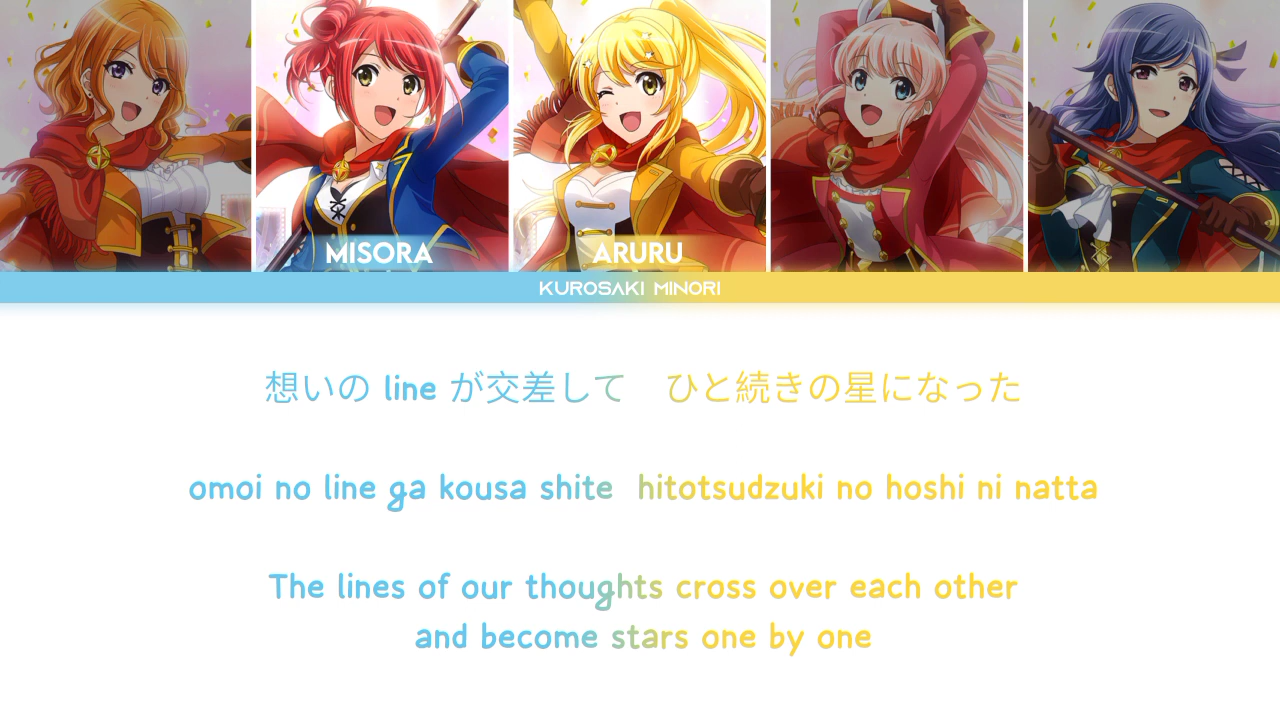 MISORA
ARURU
KUROSAKI MINORI
想いの line が交差して　ひと続きの星になった
omoi no line ga kousa shite hitotsudzuki no hoshi ni natta
The lines of our thoughts cross over each other
and become stars one by one